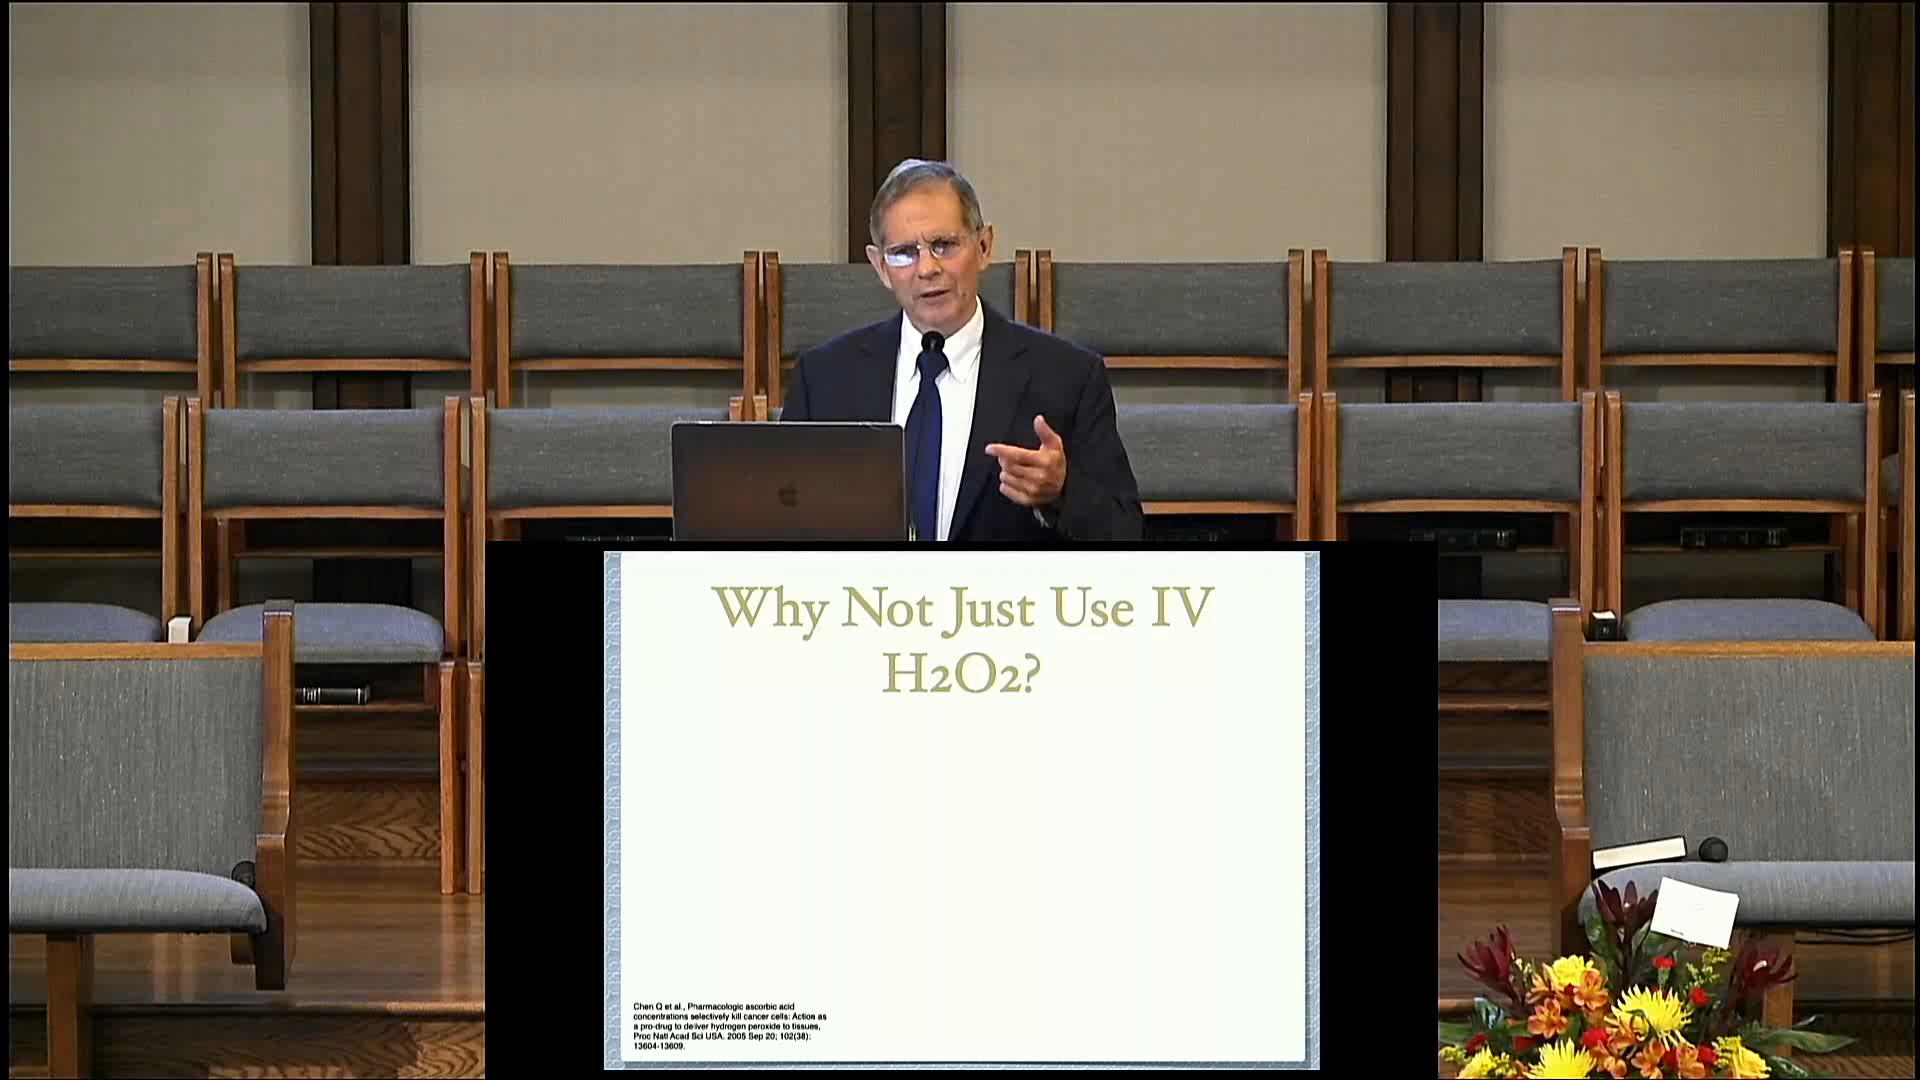 Why Not Just Use IV
H2O2?
Chen Q et al., Pharmacologic ascorbic acid
concentrations selectively kill cancer cells: Action as
a pro-drug to deliver hydrogen peroxide to tissues,
Proc Natl Acad Sci USA. 2005 Sep 20; 102(38):
13604-13609.